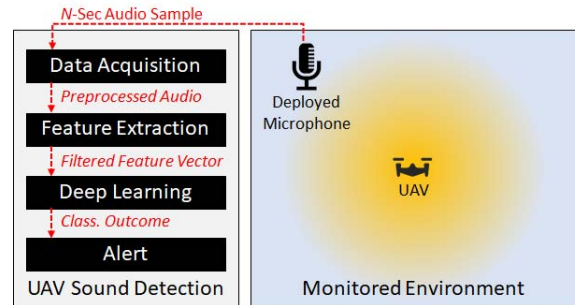 N-Sec Audio Sample
Data Acquisition
Preprocessed Audio
Feature Extraction
Filtered Feature Vector
Deep Learning
Class. Outcome
Alert
UAV Sound Detection
Deployed
Microphone
UAV
Monitored Environment